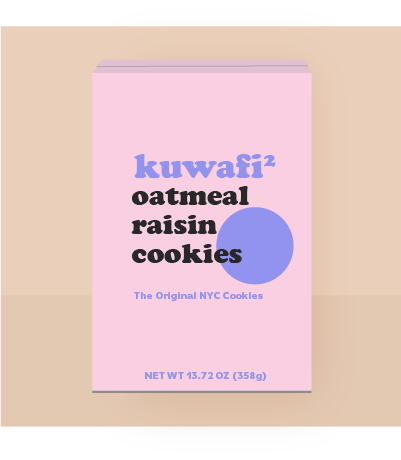 kuwafi²
oatmeal
raisin
cookies
The Original NYC Cookies
NET WT 13.72 OZ (358g)